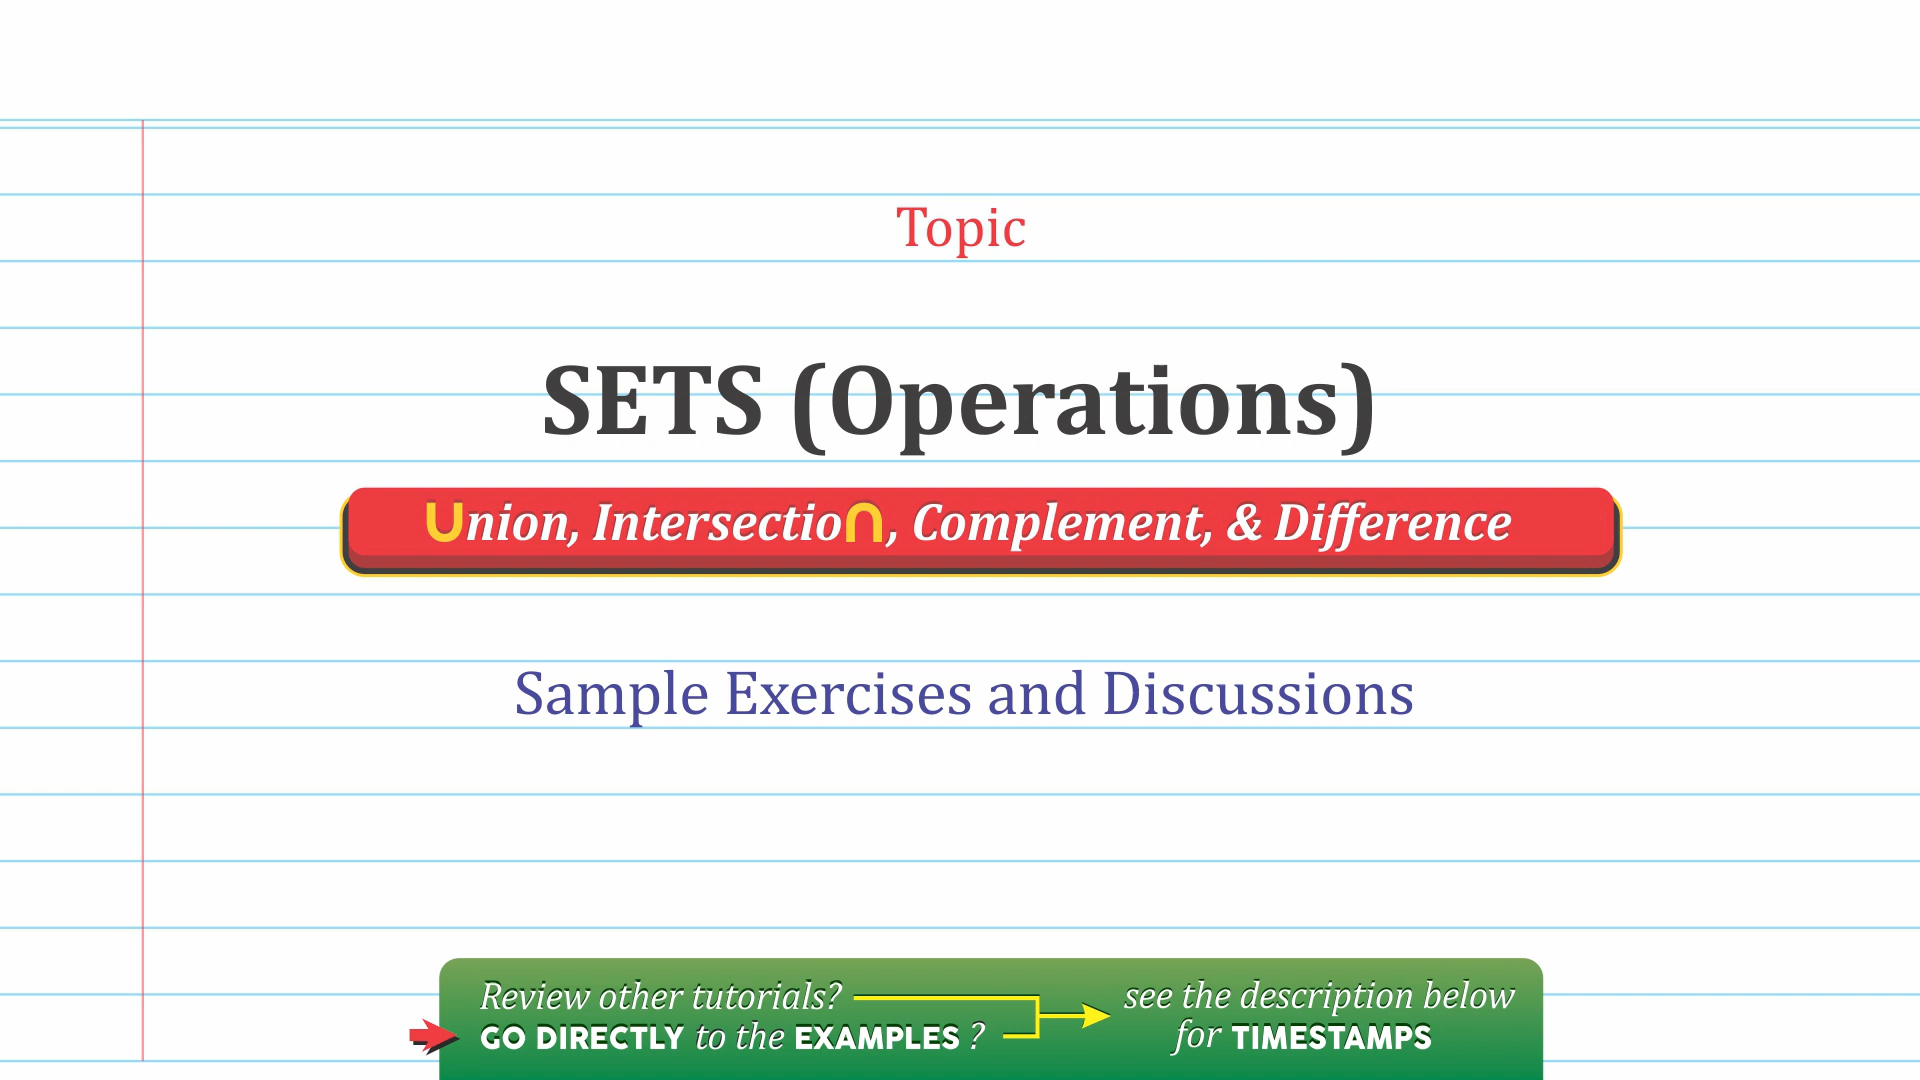 Topic
SETS (Operations)
Union, Intersection, Complement, & Difference
Sample Exercises and Discussions
Review other tutorials?
GO DIRECTLY to the EXAMPLES ?
see the description below
for TIMESTAMPS